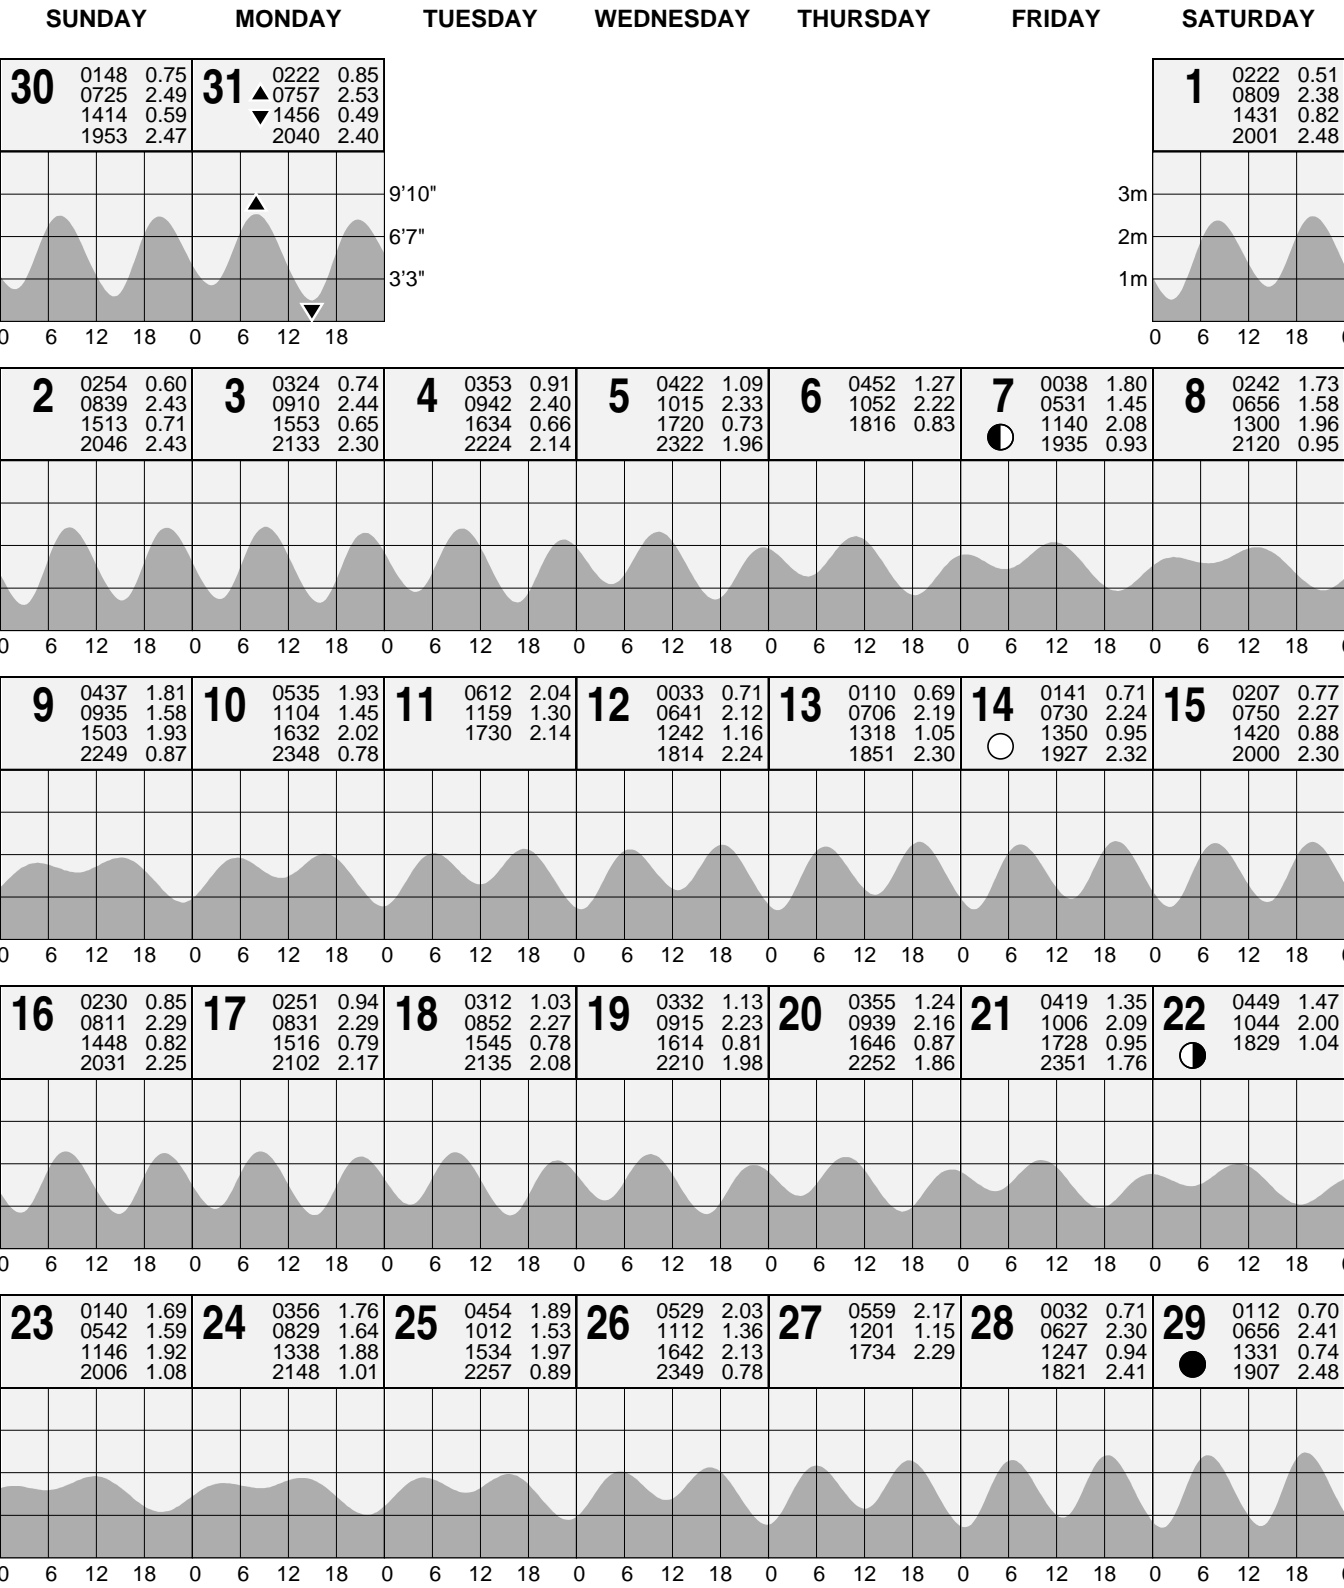 SUNDAY MONDAY TUESDAY WEDNESDAY THURSDAY FRIDAY SATURDAY
30 0148 0.75 31 0222 0.85 1 0222 0.51
0725 2.49 0757 2.53 0809 2.38
1414 0.59 1456 0.49 1431 0.82
1953 2.47 2040 2.40 2001 2.48
9'10" 3m
6'7" 2m
3'3" 1m
0 6 12 18 0 6 12 18 0 6 12 18 0
2 0254 0.60 3 0324 0.74 4 0353 0.91 5 0422 1.09 6 0452 1.27 7 0038 1.80 8 0242 1.73
0839 2.43 0910 2.44 0942 2.40 1015 2.33 1052 2.22 0531 1.45 0656 1.58
1513 0.71 1553 0.65 1634 0.66 1720 0.73 1816 0.83 1140 2.08 1300 1.96
2046 2.43 2133 2.30 2224 2.14 2322 1.96 1935 0.93 2120 0.95
0 6 12 18 0 6 12 18 0 6 12 18 0 6 12 18 0 6 12 18 0 6 12 18 0 6 12 18 0
9 0437 1.81 10 0535 1.93 11 0612 2.04 12 0033 0.71 13 0110 0.69 14 0141 0.71 15 0207 0.77
0935 1.58 1104 1.45 1159 1.30 0641 2.12 0706 2.19 0730 2.24 0750 2.27
1503 1.93 1632 2.02 1730 2.14 1242 1.16 1318 1.05 1350 0.95 1420 0.88
2249 0.87 2348 0.78 1814 2.24 1851 2.30 1927 2.32 2000 2.30
0 6 12 18 0 6 12 18 0 6 12 18 0 6 12 18 0 6 12 18 0 6 12 18 0 6 12 18 0
16 0230 0.85 17 0251 0.94 18 0312 1.03 19 0332 1.13 20 0355 1.24 21 0419 1.35 22 0449 1.47
0811 2.29 0831 2.29 0852 2.27 0915 2.23 0939 2.16 1006 2.09 1044 2.00
1448 0.82 1516 0.79 1545 0.78 1614 0.81 1646 0.87 1728 0.95 1829 1.04
2031 2.25 2102 2.17 2135 2.08 2210 1.98 2252 1.86 2351 1.76
0 6 12 18 0 6 12 18 0 6 12 18 0 6 12 18 0 6 12 18 0 6 12 18 0 6 12 18 0
23 0140 1.69 24 0356 1.76 25 0454 1.89 26 0529 2.03 27 0559 2.17 28 0032 0.71 29 0112 0.70
0542 1.59 0829 1.64 1012 1.53 1112 1.36 1201 1.15 0627 2.30 0656 2.41
1146 1.92 1338 1.88 1534 1.97 1642 2.13 1734 2.29 1247 0.94 1331 0.74
2006 1.08 2148 1.01 2257 0.89 2349 0.78 1821 2.41 1907 2.48
0 6 12 18 0 6 12 18 0 6 12 18 0 6 12 18 0 6 12 18 0 6 12 18 0 6 12 18 0